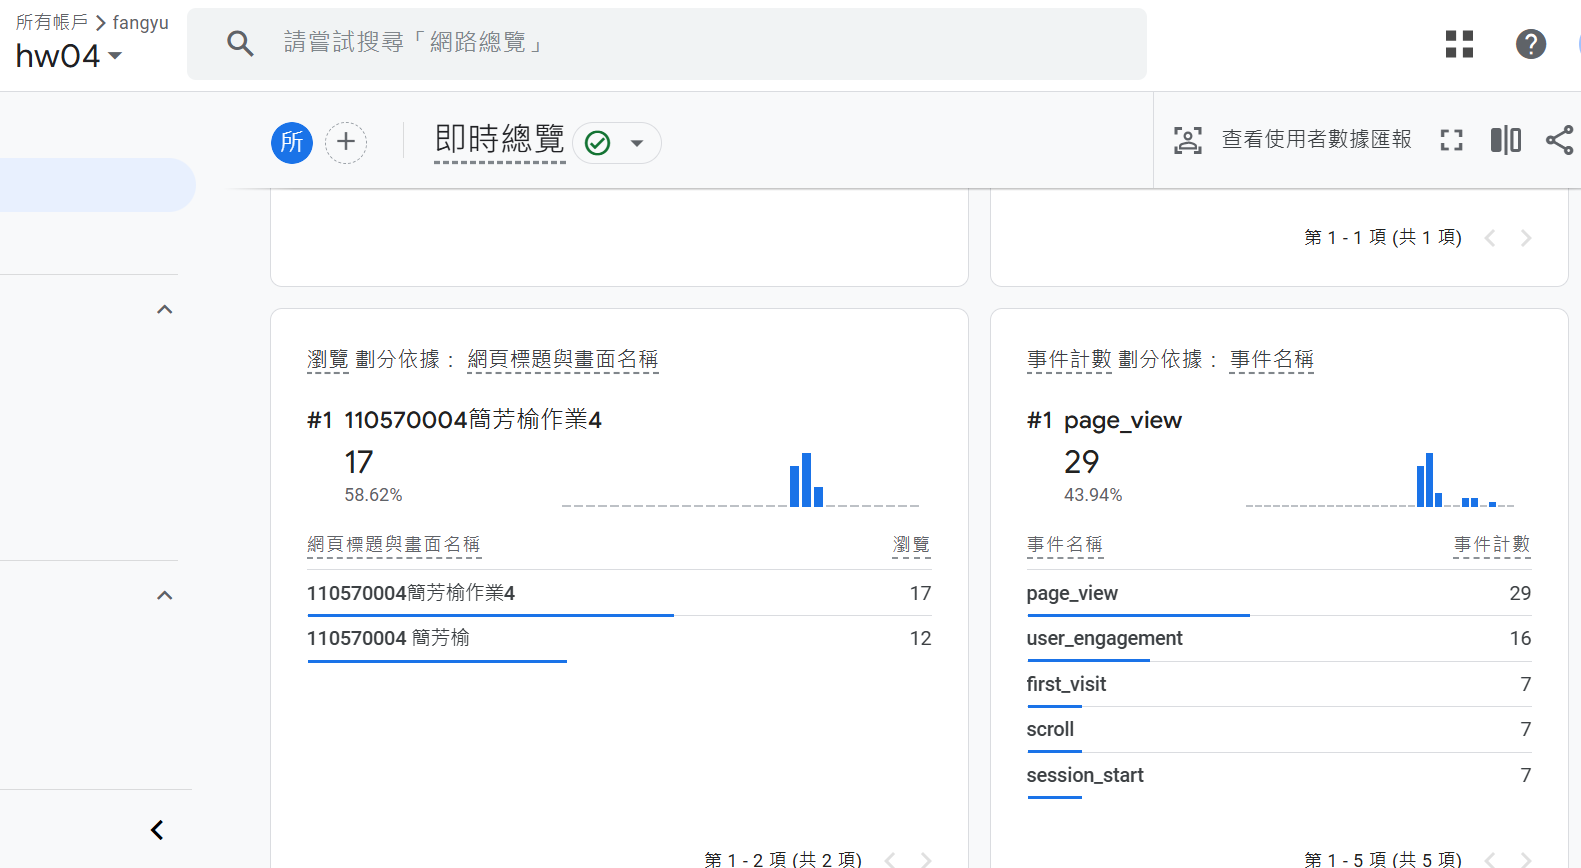 所有帳戶 > fangyu
hw04
請嘗試搜尋「網路總覽」
所
即時總覽
查看使用者數據匯報
第 1 - 1 項 (共 1 項)
瀏覽 劃分依據： 網頁標題與畫面名稱
#1 110570004簡芳榆作業4
17
58.62%
網頁標題與畫面名稱 瀏覽
110570004簡芳榆作業4 17
110570004 簡芳榆 12
第 1 - 2 項 (共 2 項)
事件計數 劃分依據： 事件名稱
#1 page_view
29
43.94%
事件名稱 事件計數
page_view 29
user_engagement 16
first_visit 7
scroll 7
session_start 7
第 1 - 5 項 (共 5 項)